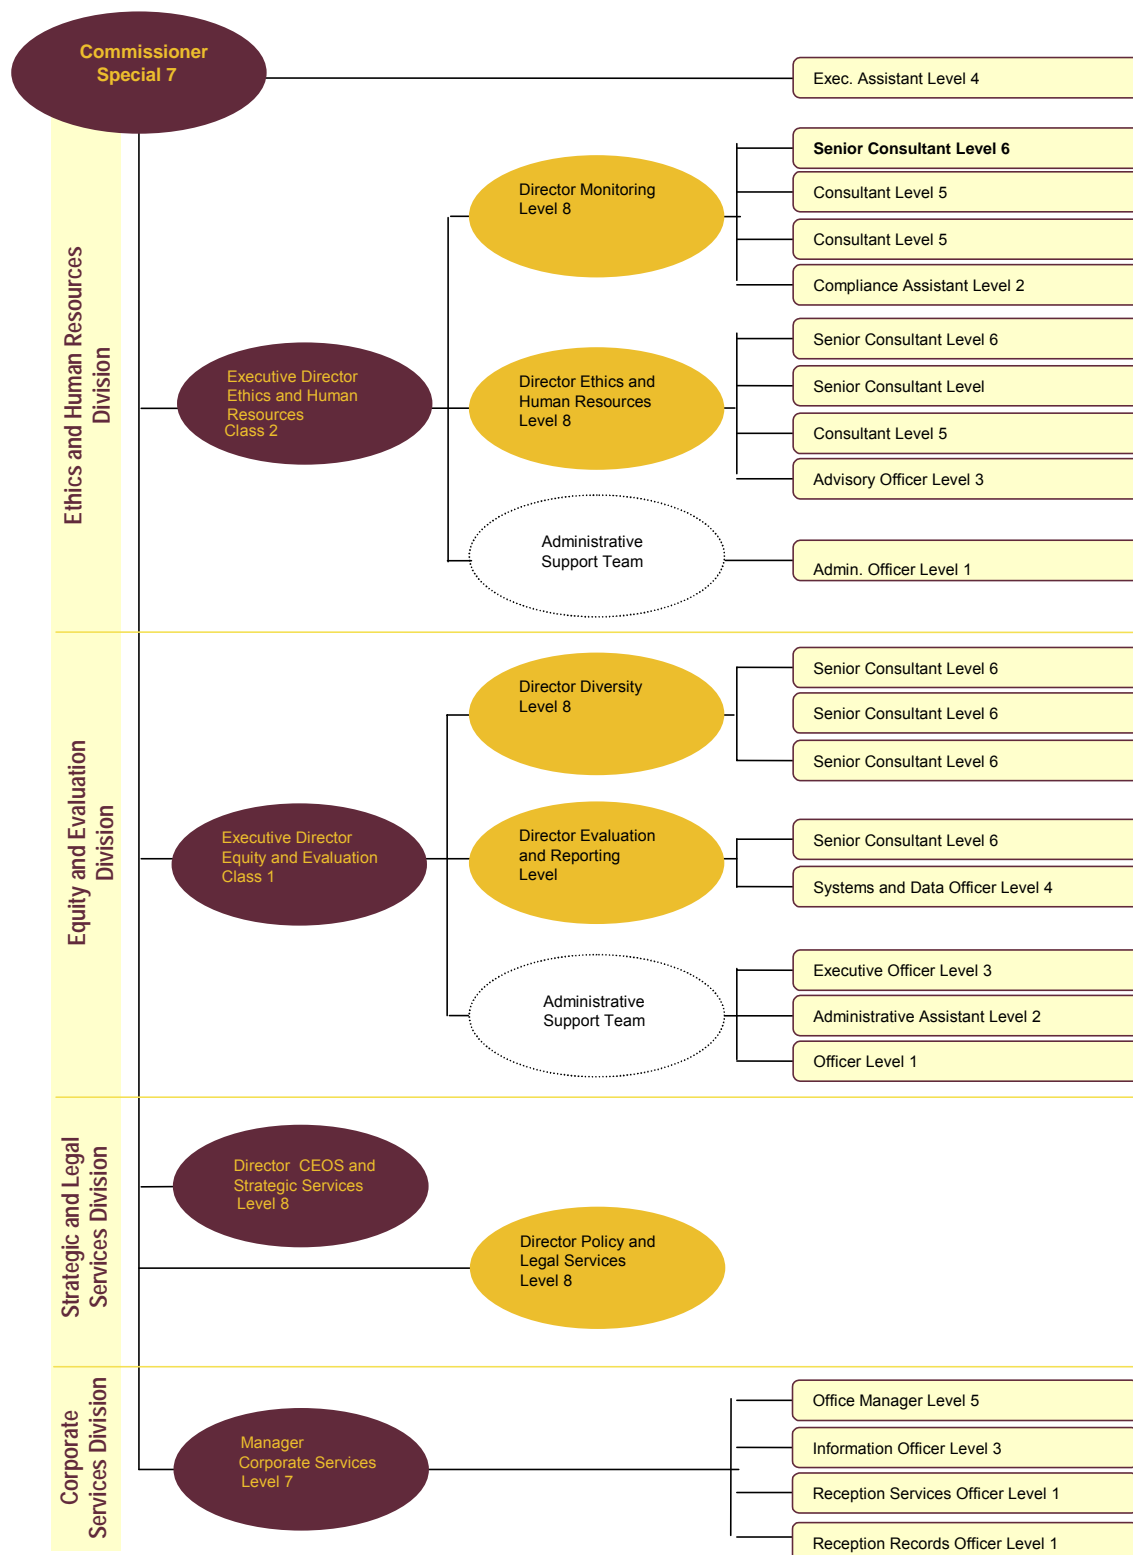 Commissioner
Special 7
Exec. Assistant Level 4
Ethics and Human Resources
Division
Executive Director
Ethics and Human
Resources
Class 2
Director Monitoring
Level 8
Senior Consultant Level 6
Consultant Level 5
Consultant Level 5
Compliance Assistant Level 2
Director Ethics and
Human Resources
Level 8
Senior Consultant Level 6
Senior Consultant Level
Consultant Level 5
Advisory Officer Level 3
Administrative
Support Team
Admin. Officer Level 1
Equity and Evaluation
Division
Executive Director
Equity and Evaluation
Class 1
Director Diversity
Level 8
Senior Consultant Level 6
Senior Consultant Level 6
Senior Consultant Level 6
Director Evaluation
and Reporting
Level
Senior Consultant Level 6
Systems and Data Officer Level 4
Administrative
Support Team
Executive Officer Level 3
Administrative Assistant Level 2
Officer Level 1
Strategic and Legal
Services Division
Director CEOS and
Strategic Services
Level 8
Director Policy and
Legal Services
Level 8
Corporate
Services Division
Manager
Corporate Services
Level 7
Office Manager Level 5
Information Officer Level 3
Reception Services Officer Level 1
Reception Records Officer Level 1